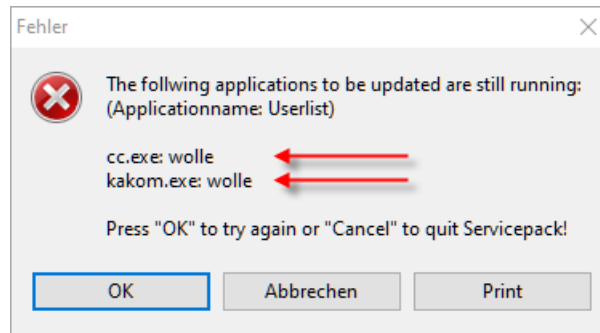 Fehler
The follwing applications to be updated are still running:
(Applicationname: Userlist)
cc.exe: wolle
kakom.exe: wolle
Press "OK" to try again or "Cancel" to quit Servicepack!
OK
Abbrechen
Print